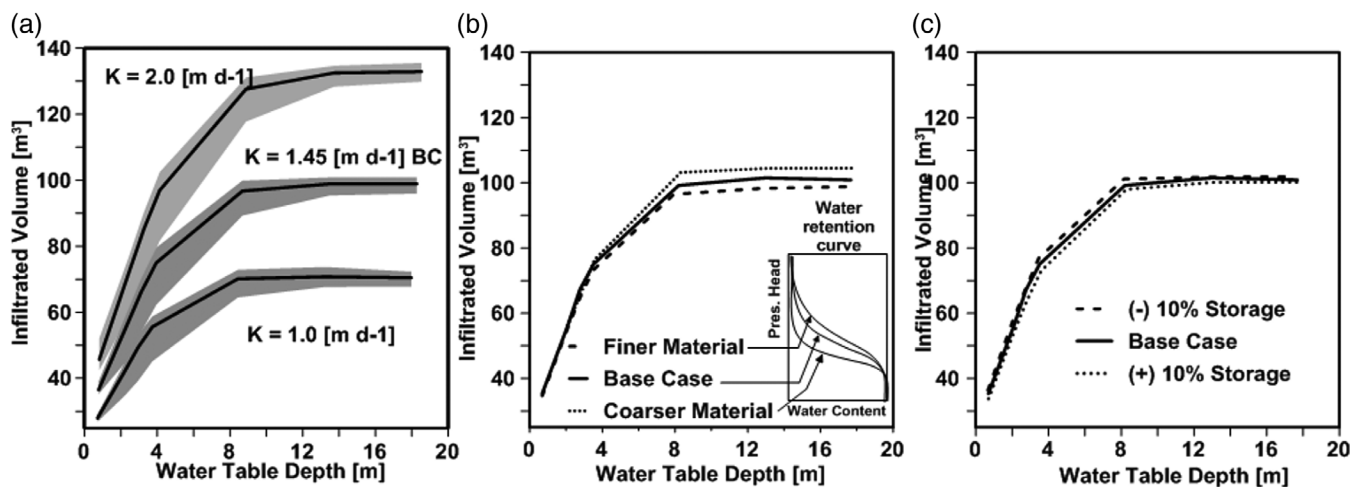 (a)
140
120
100
80
60
40
Infiltrated Volume [m³]
K = 2.0 [m d-1]
K = 1.45 [m d-1] BC
K = 1.0 [m d-1]
0 4 8 12 16 20
Water Table Depth [m]
(b)
140
120
100
80
60
40
Infiltrated Volume [m³]
Water
retention
curve
Pres. Head
Water Content
Finer Material
Base Case
Coarser Material
0 4 8 12 16 20
Water Table Depth [m]
(c)
140
120
100
80
60
40
Infiltrated Volume [m³]
(-) 10% Storage
Base Case
(+) 10% Storage
0 4 8 12 16 20
Water Table Depth [m]